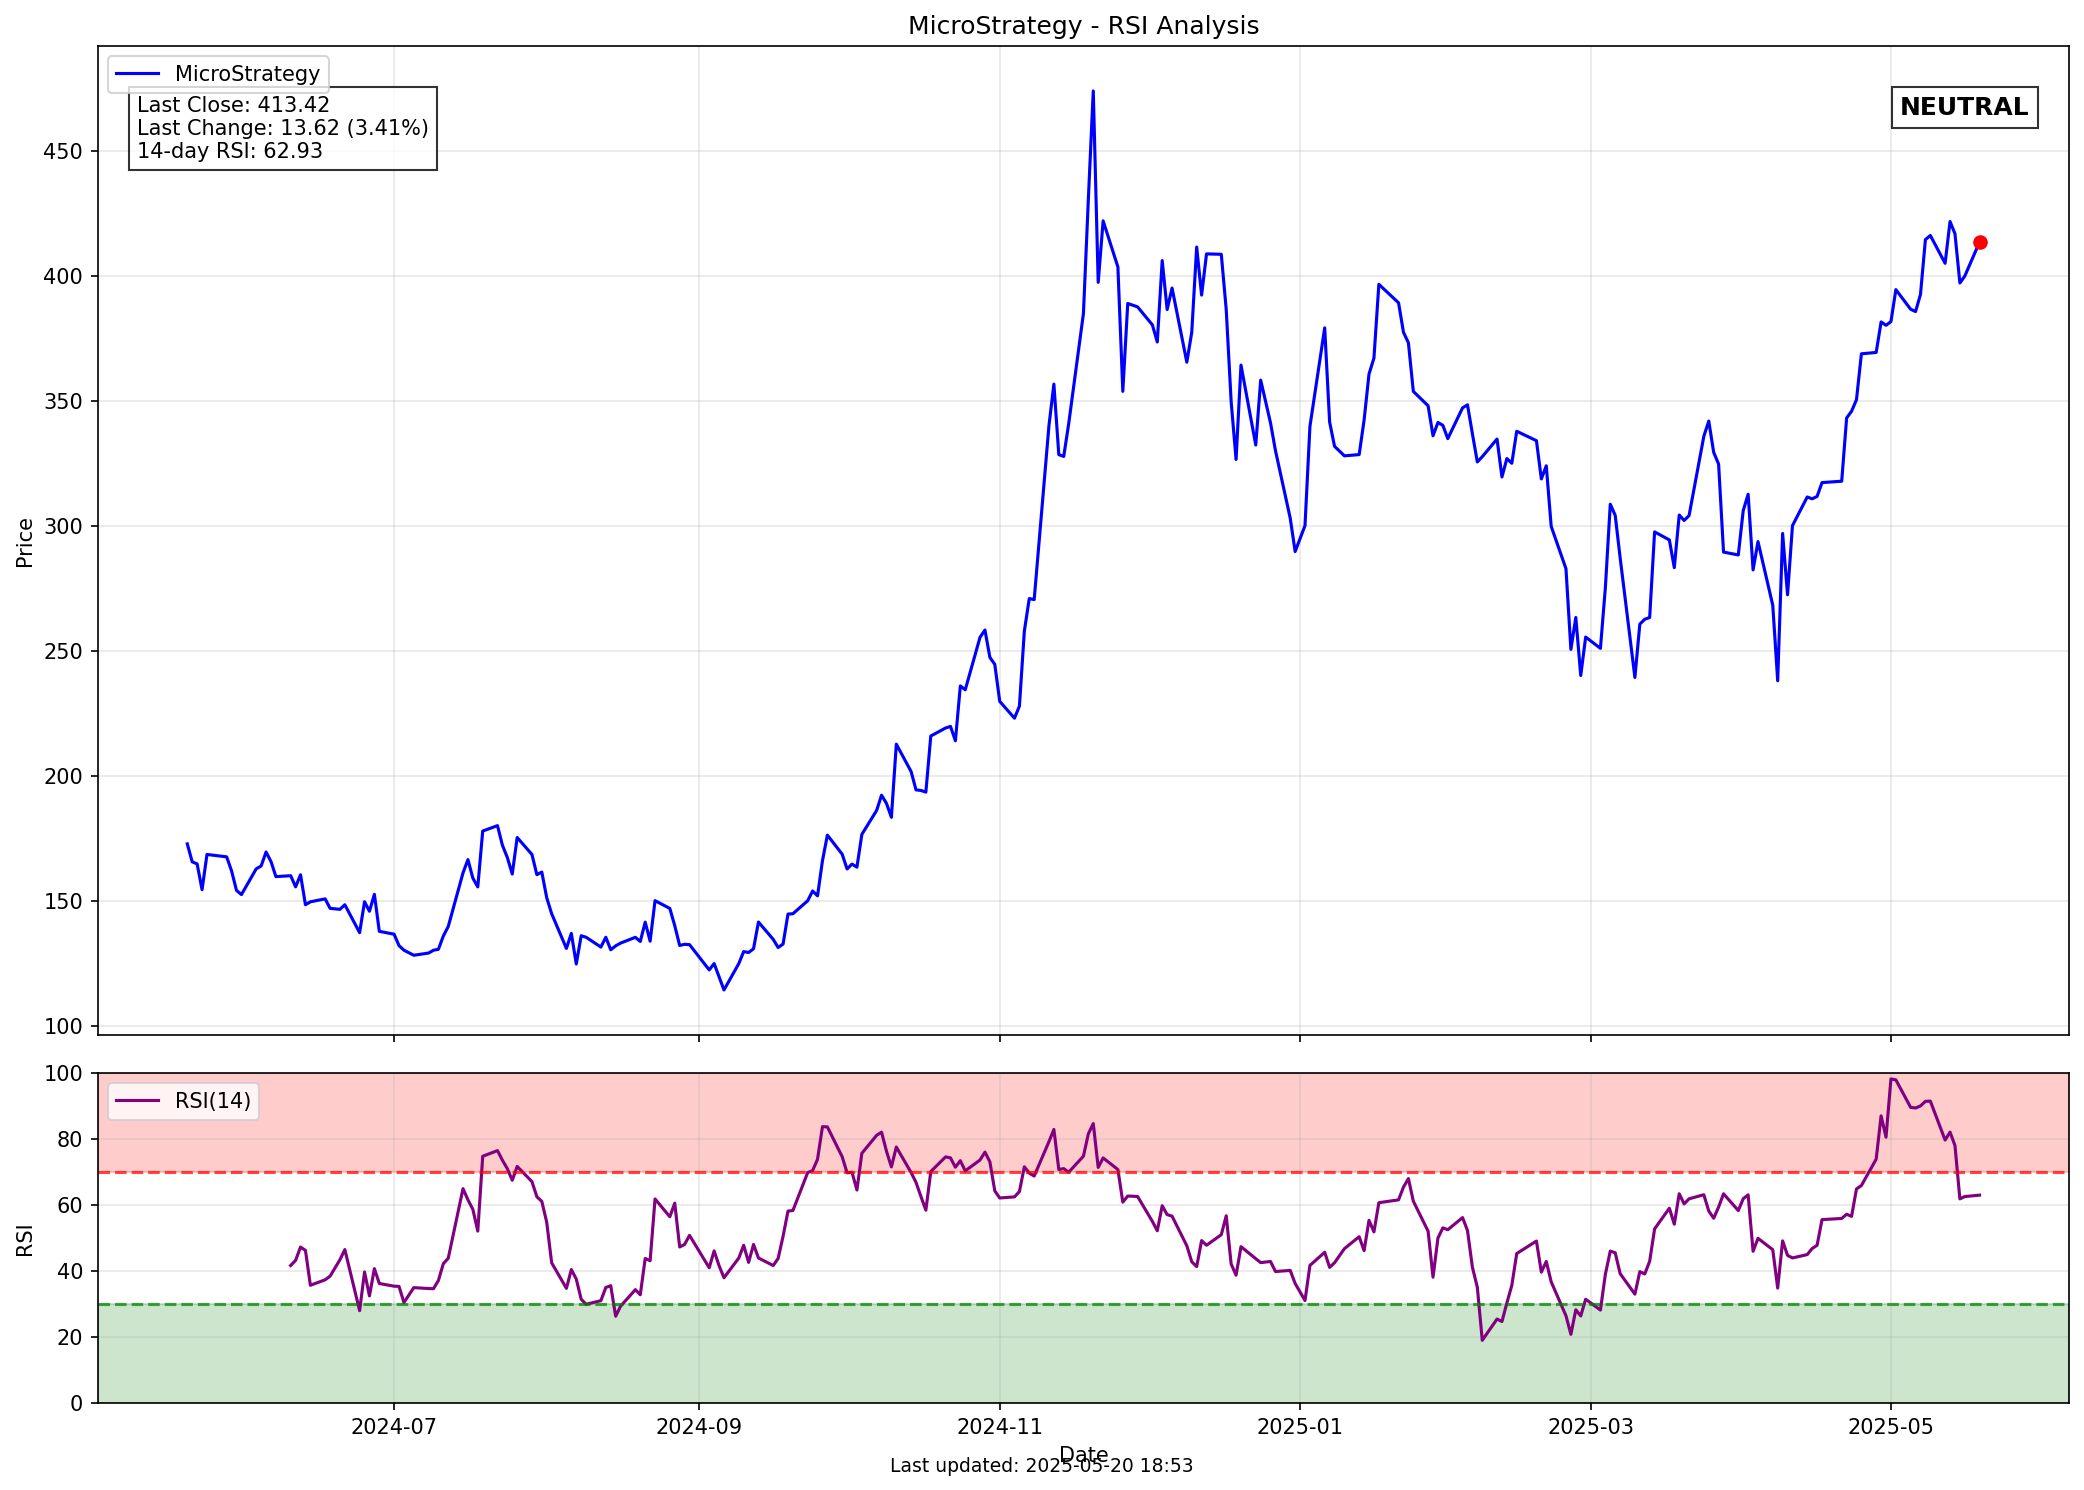 MicroStrategy - RSI Analysis
MicroStrategy
Last Close: 413.42
Last Change: 13.62 (3.41%)
14-day RSI: 62.93
NEUTRAL
Price
450
400
350
300
250
200
150
100
RSI
RSI(14)
100
80
60
40
20
0
2024-07
2024-09
2024-11
2025-01
2025-03
2025-05
Date
Last updated: 2025-05-20 18:53